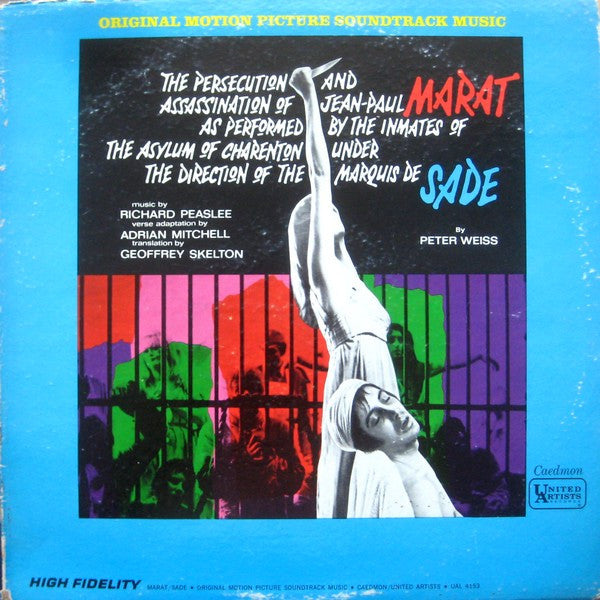 ORIGINAL MOTION PICTURE SOUNDTRACK MUSIC
THE PERSECUTION AND
ASSASSINATION OF JEAN-PAUL MARAT
AS PERFORMED BY THE INMATES OF
THE ASYLUM OF CHARENTON UNDER
THE DIRECTION OF THE MARQUIS DE SADE
music by
RICHARD PEASLEE
verse adaptation by
ADRIAN MITCHELL
translation by
GEOFFREY SKELTON
By
PETER WEISS
Caedmon
UNITED
ARTISTS
RECORDS
HIGH FIDELITY MARAT/SADE • ORIGINAL MOTION PICTURE SOUNDTRACK MUSIC • CAEDMON/UNITED ARTISTS • UAL 4153